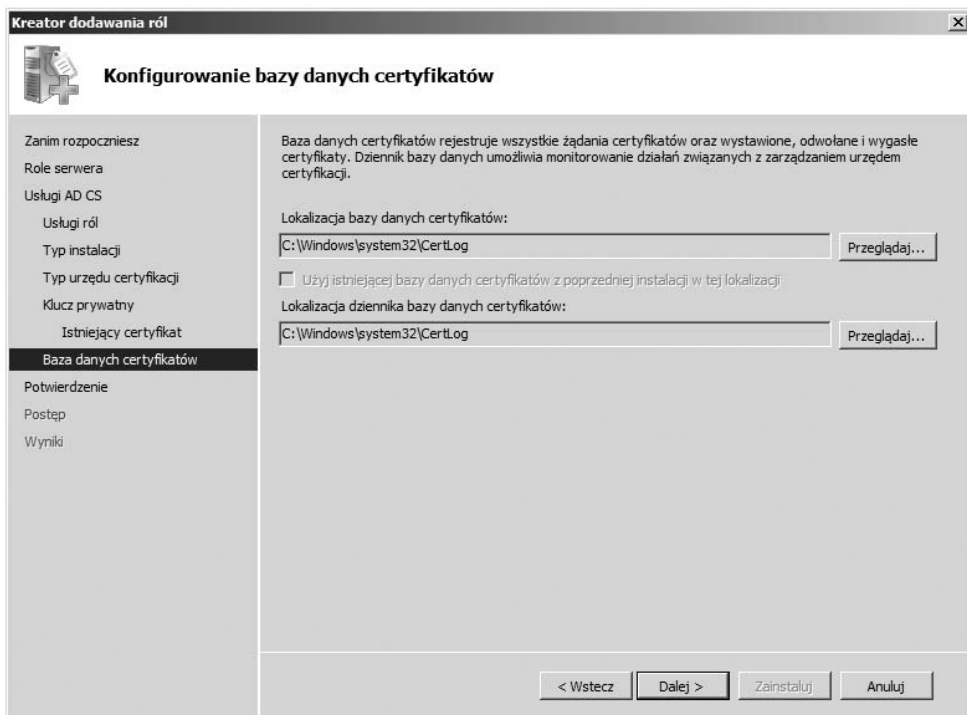 Kreator dodawania ról
Konfigurowanie bazy danych certyfikatów
Zanim rozpoczniesz
Role serwera
Usługi AD CS
Usługi ról
Typ instalacji
Typ urzędu certyfikacji
Klucz prywatny
Istniejący certyfikat
Baza danych certyfikatów
Potwierdzenie
Postęp
Wyniki
Baza danych certyfikatów rejestruje wszystkie żądania certyfikatów oraz wystawione, odwołane i wygasłe
certyfikaty. Dziennik bazy danych umożliwia monitorowanie działań związanych z zarządzaniem urzędem
certyfikacji.
Lokalizacja bazy danych certyfikatów:
C:\Windows\system32\CertLog
Przeglądaj...
Użyj istniejącej bazy danych certyfikatów z poprzedniej instalacji w tej lokalizacji
Lokalizacja dziennika bazy danych certyfikatów:
C:\Windows\system32\CertLog
Przeglądaj...
< Wstecz
Dalej >
Zainstaluj
Anuluj